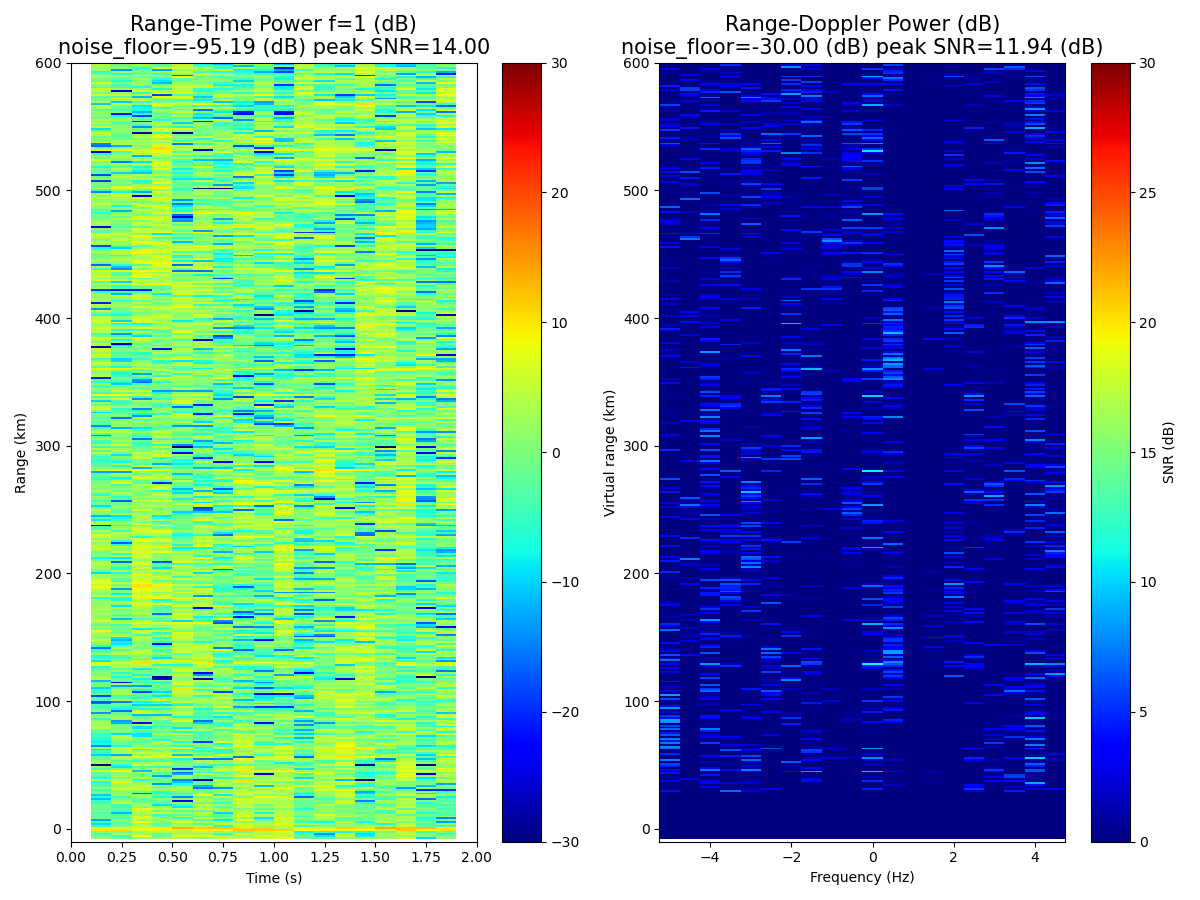 Range-Time Power f=1 (dB)
noise_floor=-95.19 (dB) peak SNR=14.00
Range-Doppler Power (dB)
noise_floor=-30.00 (dB) peak SNR=11.94 (dB)
600
500
400
300
200
100
0
Range (km)
0.00 0.25 0.50 0.75 1.00 1.25 1.50 1.75 2.00
Time (s)
30
20
10
0
−10
−20
−30
600
500
400
300
200
100
0
Virtual range (km)
−4 −2 0 2 4
Frequency (Hz)
30
25
20
15
10
5
0
SNR (dB)